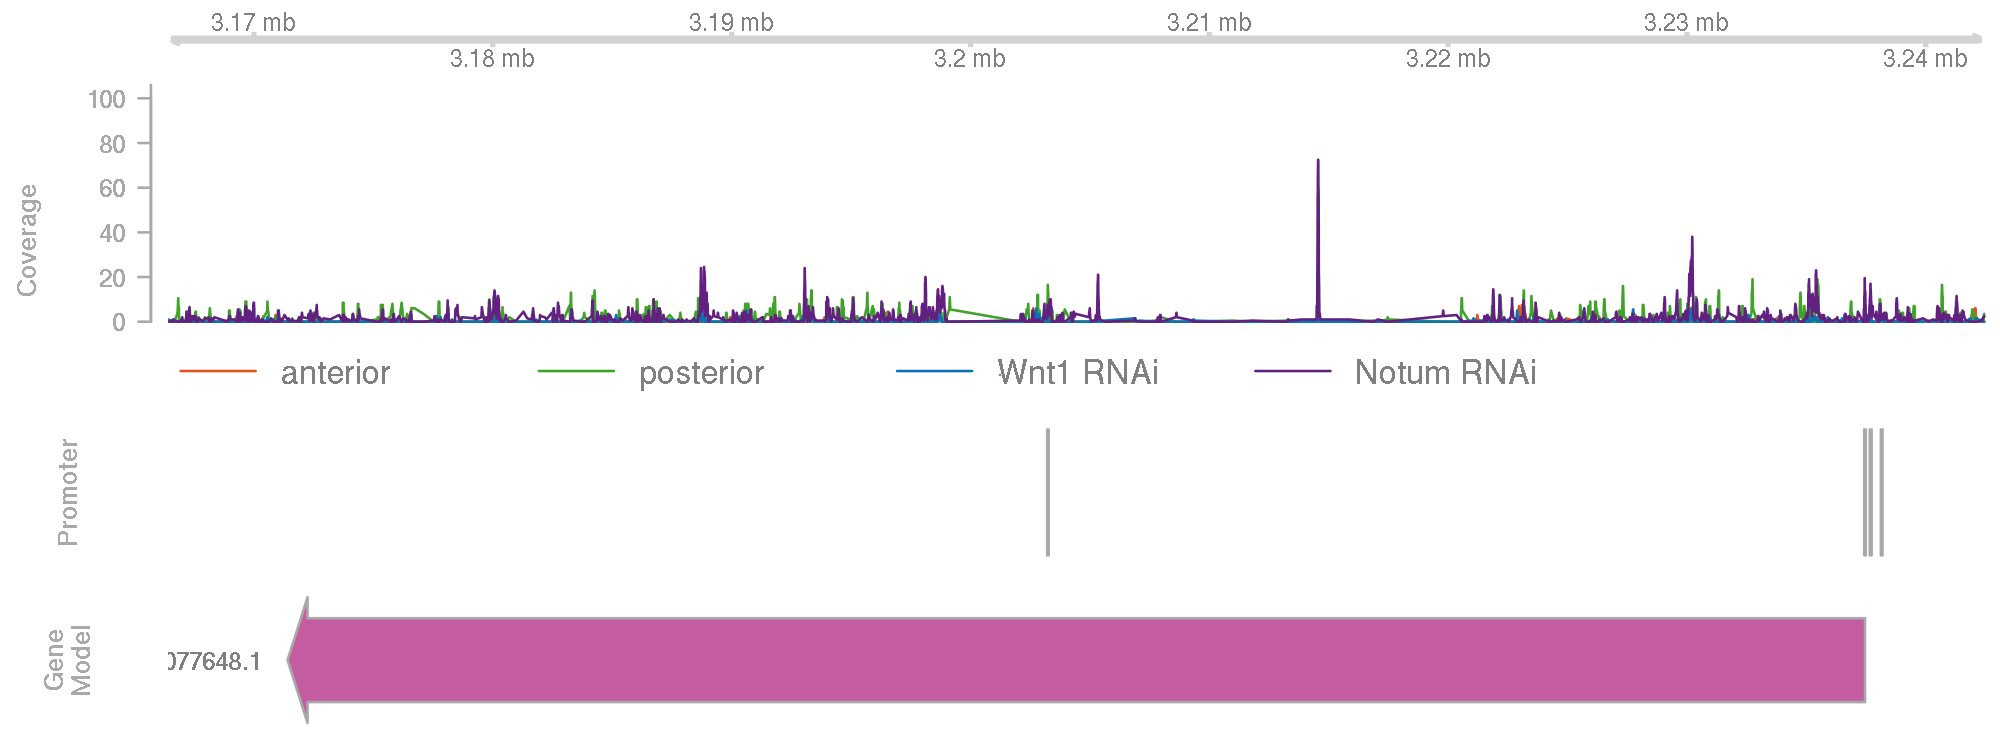 3.17 mb 3.19 mb 3.21 mb 3.23 mb
3.18 mb 3.2 mb 3.22 mb 3.24 mb
100
80
60
40
20
0
Coverage
anterior posterior Wnt1 RNAi Notum RNAi
Promoter
Gene
Model
077648.1